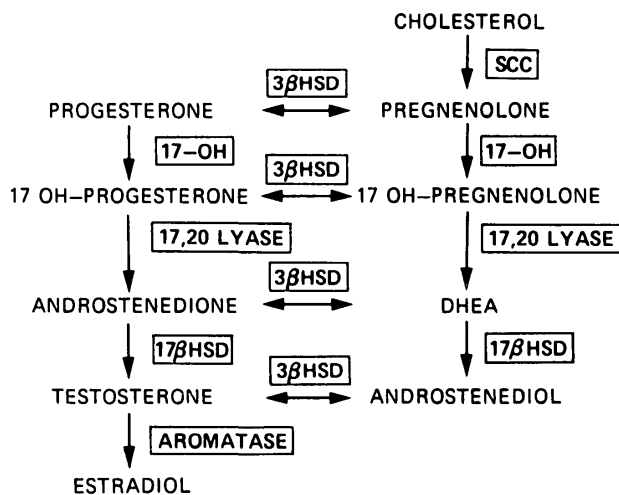 CHOLESTEROL
SCC
3βHSD
PROGESTERONE PREGNENOLONE
17-OH 3βHSD 17-OH
17 OH-PROGESTERONE 17 OH-PREGNENOLONE
17,20 LYASE 17,20 LYASE
3βHSD
ANDROSTENEDIONE DHEA
17βHSD 3βHSD 17βHSD
TESTOSTERONE ANDROSTENEDIOL
AROMATASE
ESTRADIOL